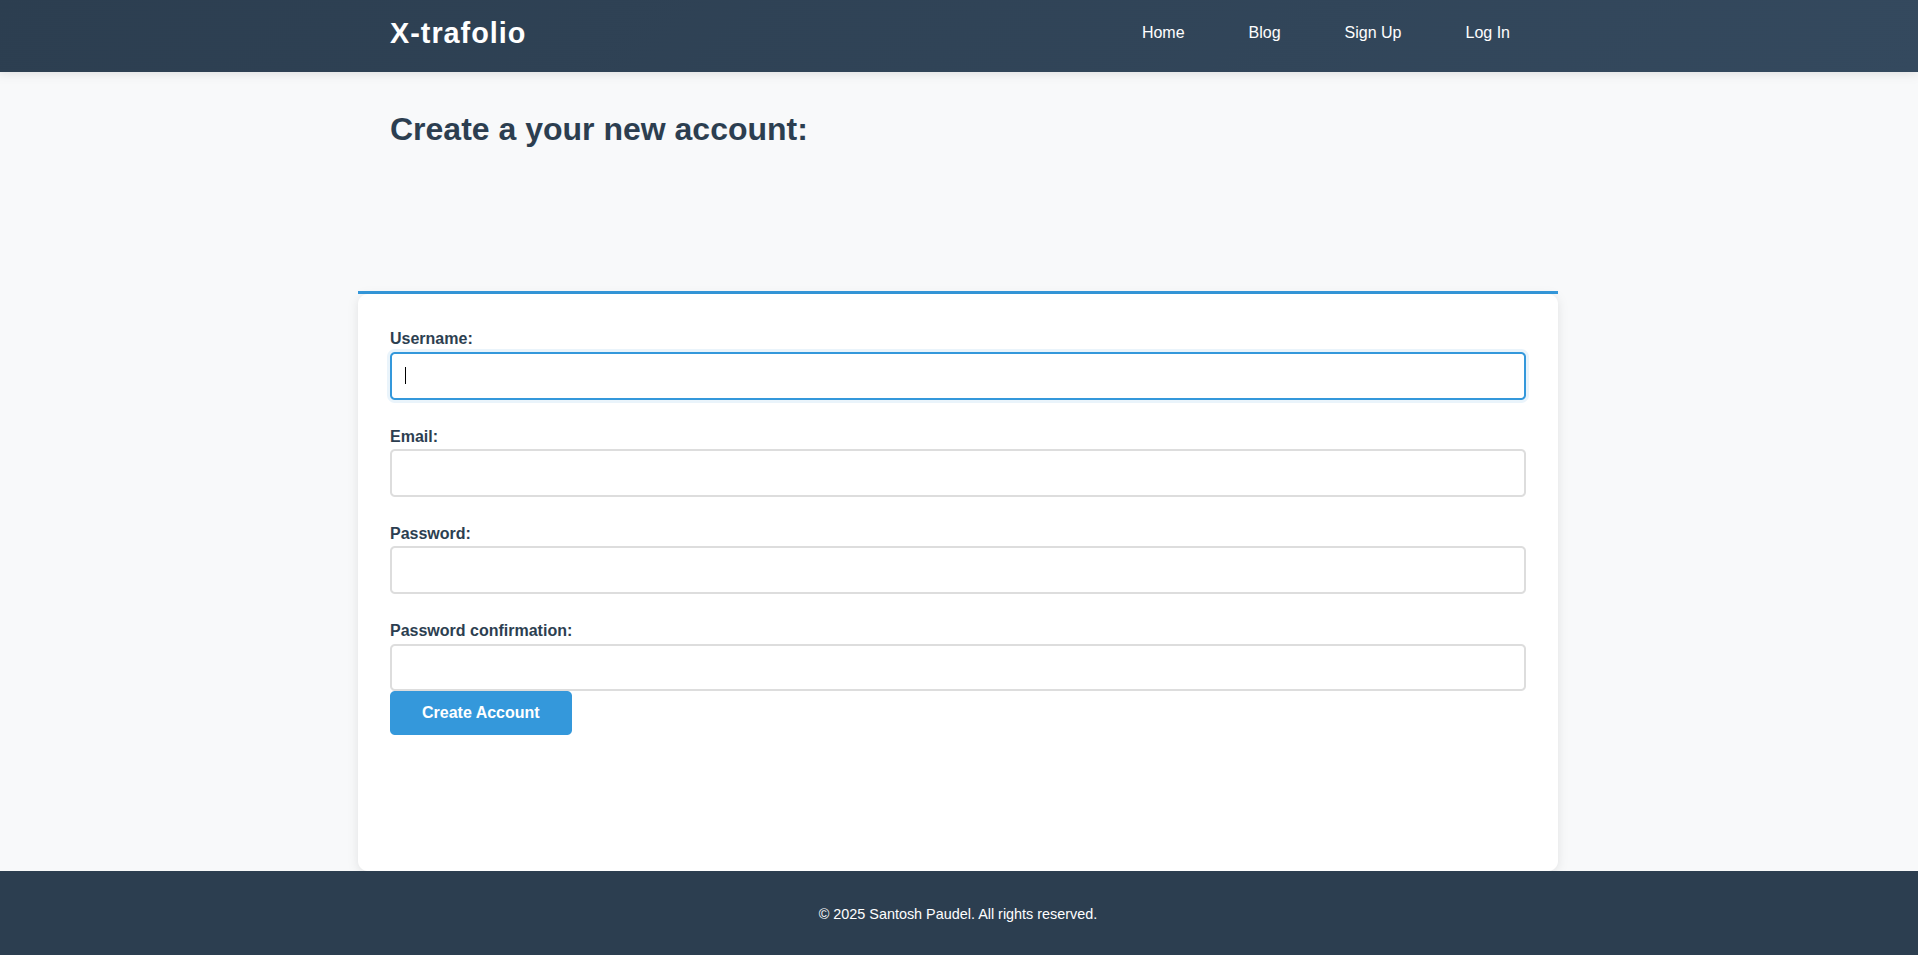 X-trafolio
Home Blog Sign Up Log In
Create a your new account:
Username:
Email:
Password:
Password confirmation:
Create Account
© 2025 Santosh Paudel. All rights reserved.